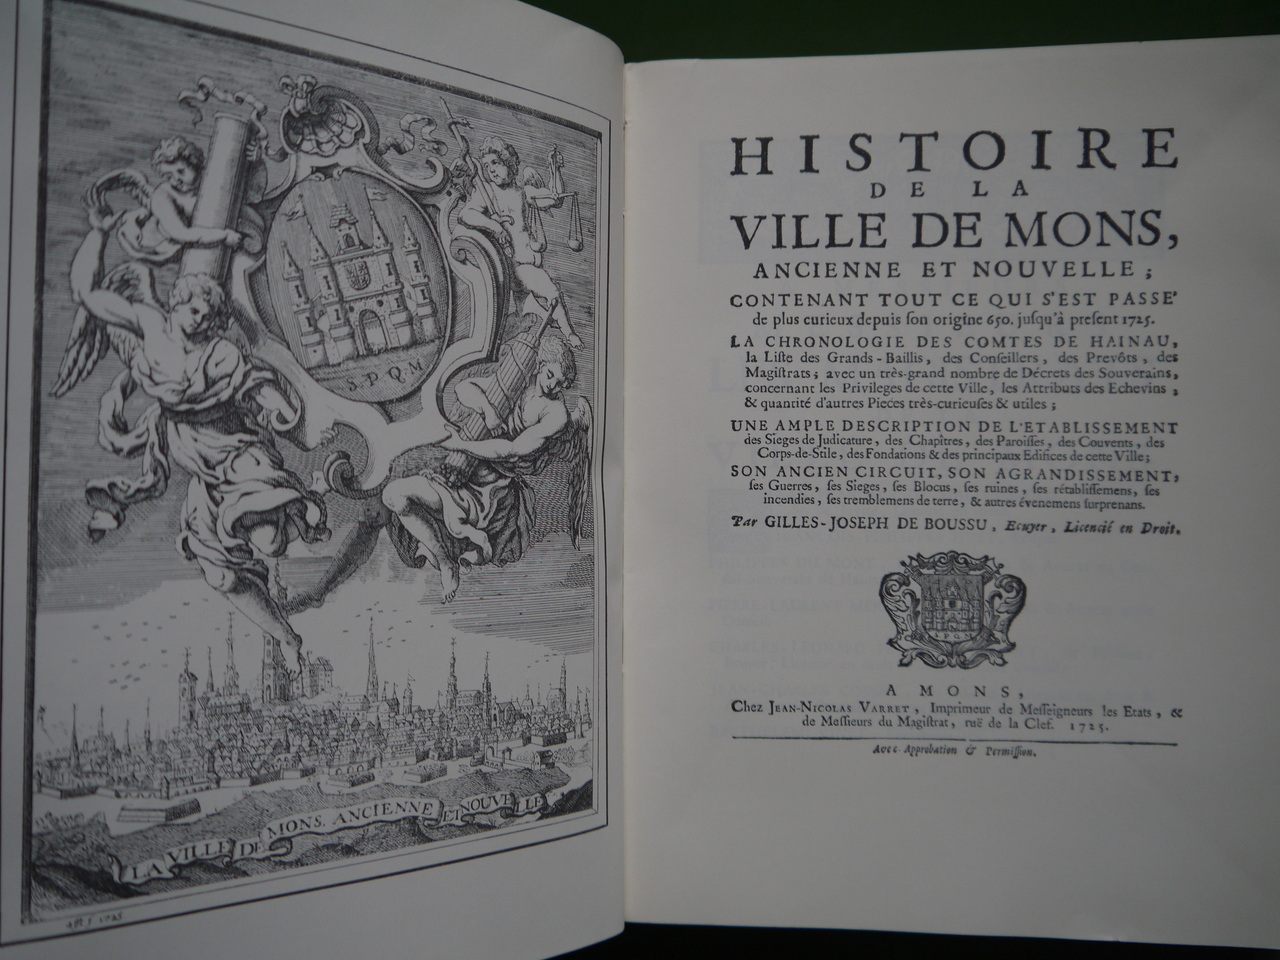 S.P.Q.M
LA VILLE DE MONS, ANCIENNE ET NOUVELLE
HISTOIRE
DE LA
VILLE DE MONS,
ANCIENNE ET NOUVELLE ;
CONTENANT TOUT CE QUI S'EST PASSE'
de plus curieux depuis ſon origine 650. juſqu'à preſent 1725.
LA CHRONOLOGIE DES COMTES DE HAINAU,
la Liſte des Grands-Baillis, des Conſeillers, des Prevôts, des
Magiſtrats ; avec un très-grand nombre de Décrets des Souverains,
concernant les Privileges de cette Ville, les Attributs des Echevins ,
& quantité d'autres Pieces très-curieuſes & utiles ;
UNE AMPLE DESCRIPTION DE L'ETABLISSEMENT
des Sieges de Judicature, des Chapîtres, des Paroiſſes, des Couvents, des
Corps-de-Stile, des Fondations & des principaux Edifices de cette Ville ;
SON ANCIEN CIRCUIT, SON AGRANDISSEMENT,
ſes Guerres, ſes Sieges, ſes Blocus, ſes ruines, ſes rétabliſſemens, ſes
incendies, ſes tremblemens de terre, & autres évenemens ſurprenans.
Par GILLES-JOSEPH DE BOUSSU, Ecuyer, Licencié en Droit.
S.P.Q.M
A MONS,
Chez JEAN-NICOLAS VARRET, Imprimeur de Meſſeigneurs les Etats, &
de Meſſieurs du Magiſtrat, ruë de la Clef. 1725.
Avec Approbation & Permiſſion.